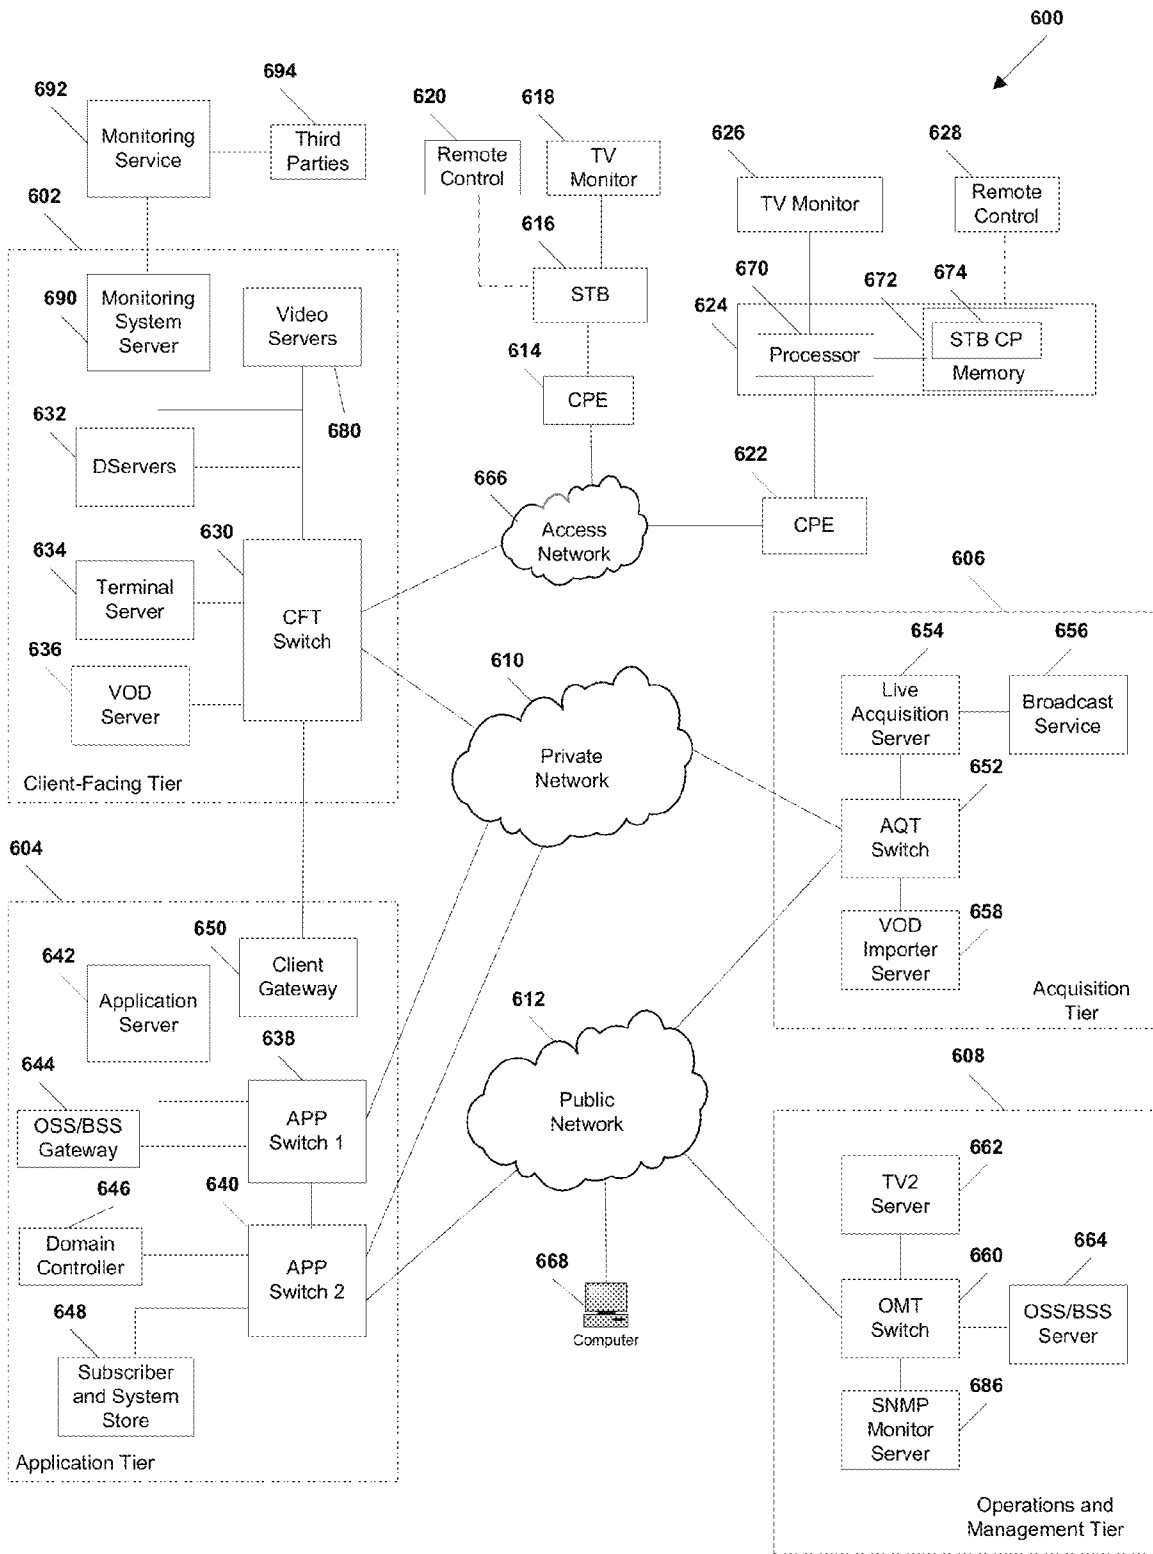 600
692
694
Monitoring
Service
Third
Parties
620
618
Remote
Control
TV
Monitor
626
628
TV Monitor
Remote
Control
602
616
STB
690
Monitoring
System
Server
Video
Servers
680
670
672
674
624
Processor
STB CP
Memory
614
CPE
632
DServers
622
CPE
666
Access
Network
630
634
Terminal
Server
CFT
Switch
636
VOD
Server
Client-Facing Tier
606
654
656
Live
Acquisition
Server
Broadcast
Service
652
AQT
Switch
658
VOD
Importer
Server
Acquisition
Tier
610
Private
Network
604
650
642
Client
Gateway
Application
Server
638
644
APP
Switch 1
OSS/BSS
Gateway
646
640
Domain
Controller
APP
Switch 2
648
Subscriber
and System
Store
Application Tier
612
Public
Network
668
Computer
608
662
TV2
Server
660
664
OMT
Switch
OSS/BSS
Server
686
SNMP
Monitor
Server
Operations and
Management Tier